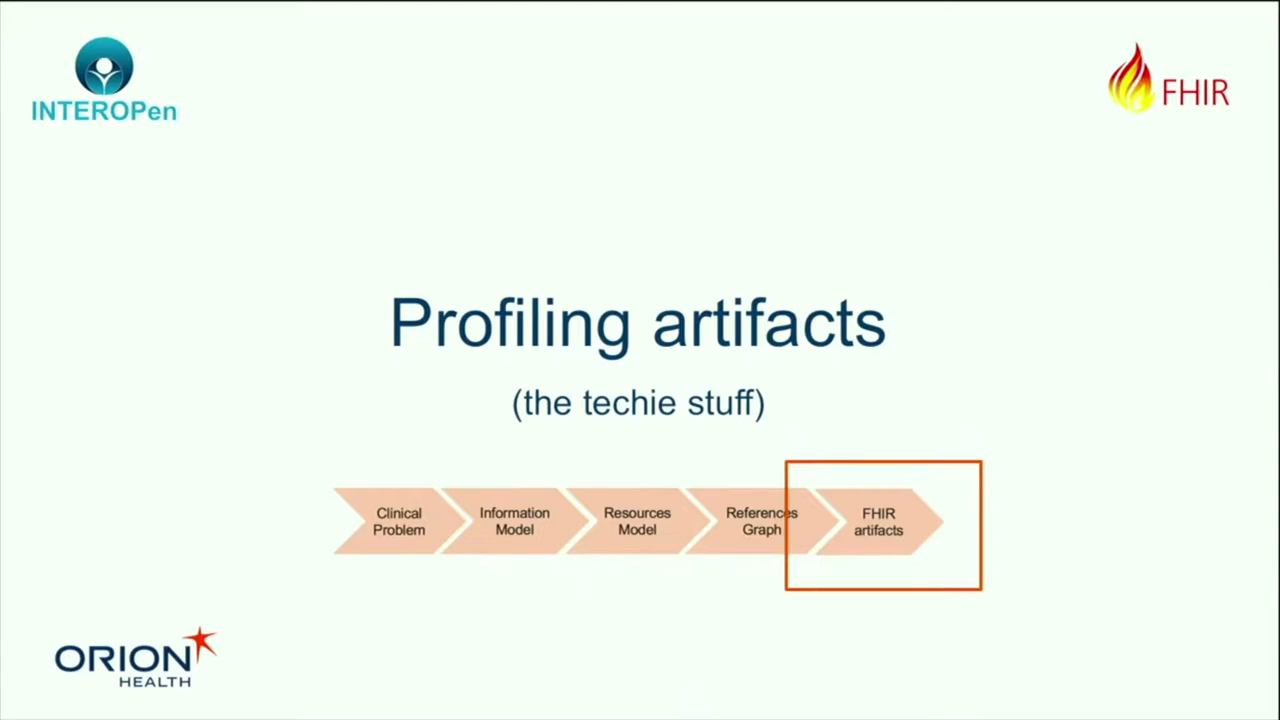 INTEROPen
FHIR
Profiling artifacts
(the techie stuff)
Clinical
Problem
Information
Model
Resources
Model
References
Graph
FHIR
artifacts
ORION
HEALTH